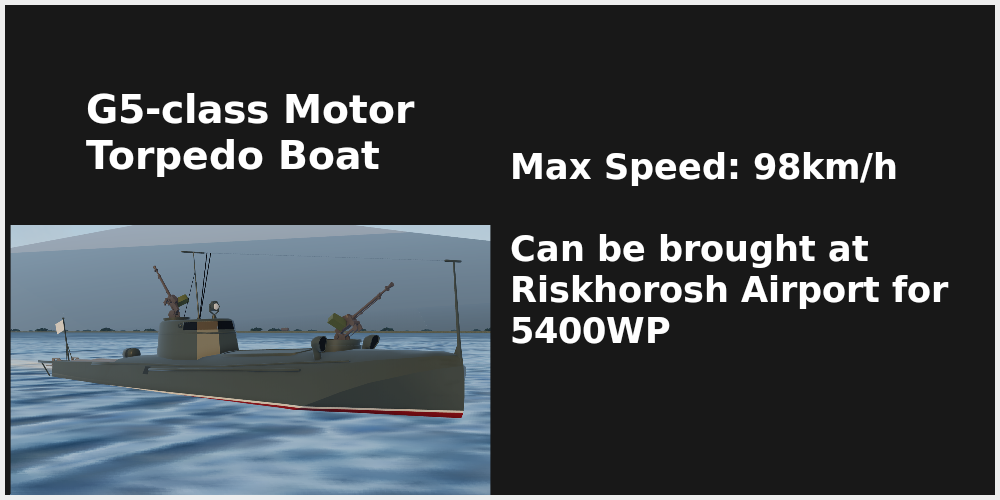 G5-class Motor
Torpedo Boat
Max Speed: 98km/h
Can be brought at
Riskhorosh Airport for
5400WP